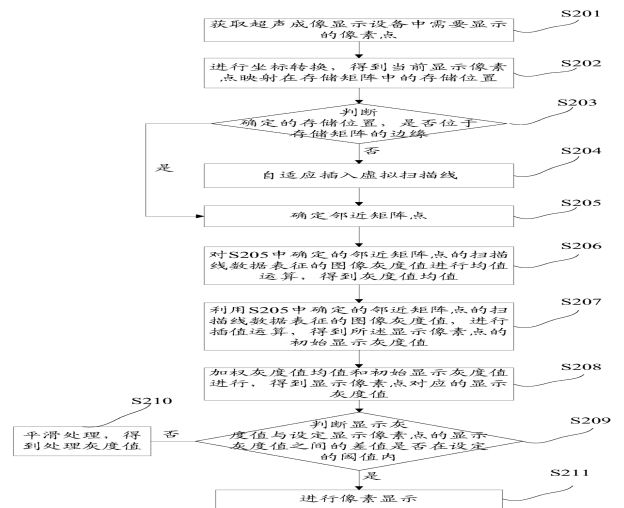 S201
获取超声成像显示设备中需要显示
的像素点
S202
进行坐标转换，得到当前显示像素
点映射在存储矩阵中的存储位置
S203
判断
确定的存储位置，是否位于
存储矩阵的边缘
否
是
S204
自适应插入虚拟扫描线
S205
确定邻近矩阵点
S206
对S205中确定的邻近矩阵点的扫描
线数据表征的图像灰度值进行均值
运算，得到灰度值均值
S207
利用S205中确定的邻近矩阵点的扫
描线数据表征的图像灰度值，进行
插值运算，得到所述显示像素点的
初始显示灰度值
S208
加权灰度值均值和初始显示灰度值
进行，得到显示像素点对应的显示
灰度值
S209
判断显示灰
度值与设定显示像素点的显示
灰度值之间的差值是否在设定
的阈值内
否
S210
平滑处理，得
到处理灰度值
是
S211
进行像素显示